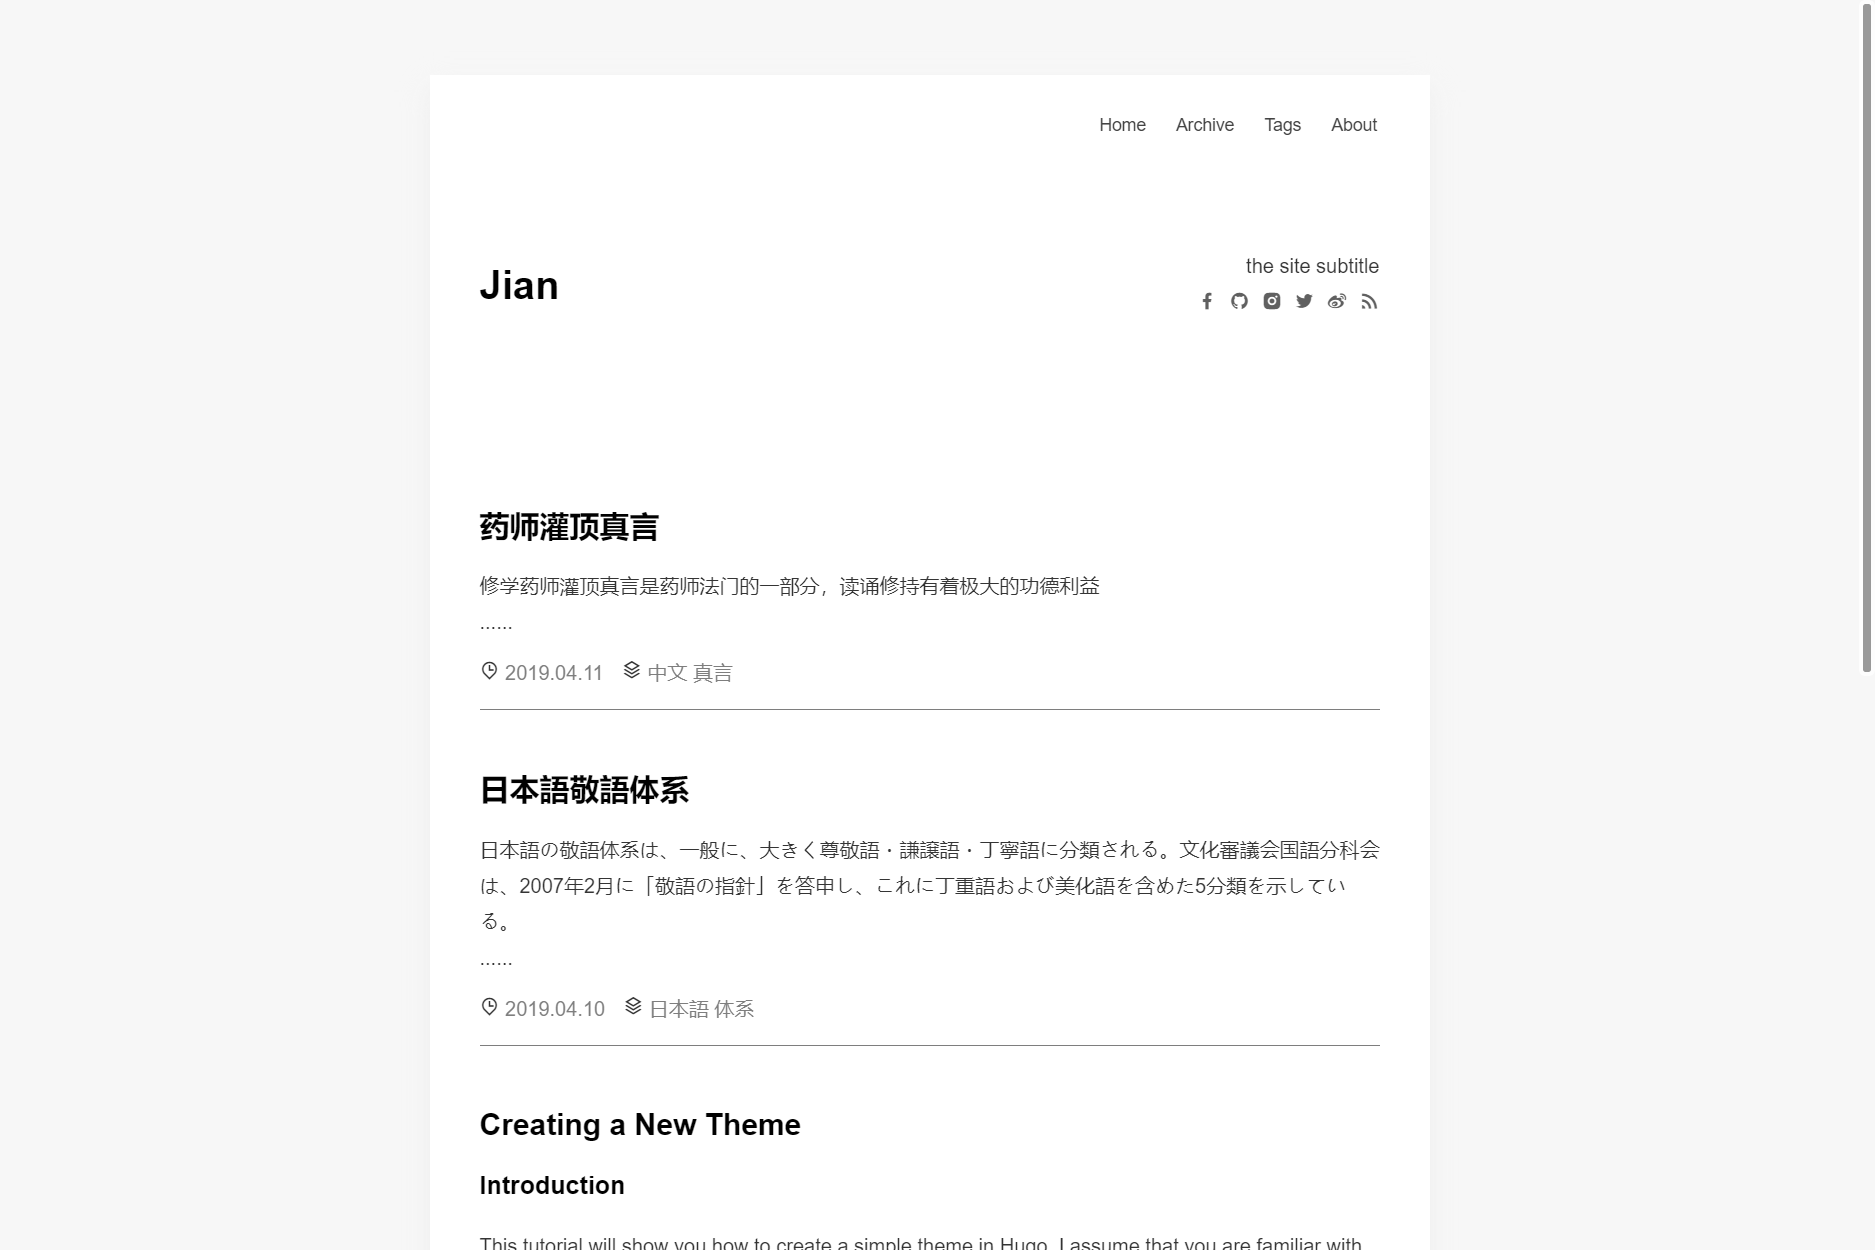 Home Archive Tags About
Jian
the site subtitle
药师灌顶真言
修学药师灌顶真言是药师法门的一部分，读诵修持有着极大的功德利益
......
2019.04.11 中文 真言
日本語敬語体系
日本語の敬語体系は、一般に、大きく尊敬語・謙譲語・丁寧語に分類される。文化審議会国語分科会
は、2007年2月に「敬語の指針」を答申し、これに丁重語および美化語を含めた5分類を示してい
る。
......
2019.04.10 日本語 体系
Creating a New Theme
Introduction
This tutorial will show you how to create a simple theme in Hugo. I assume that you are familiar with